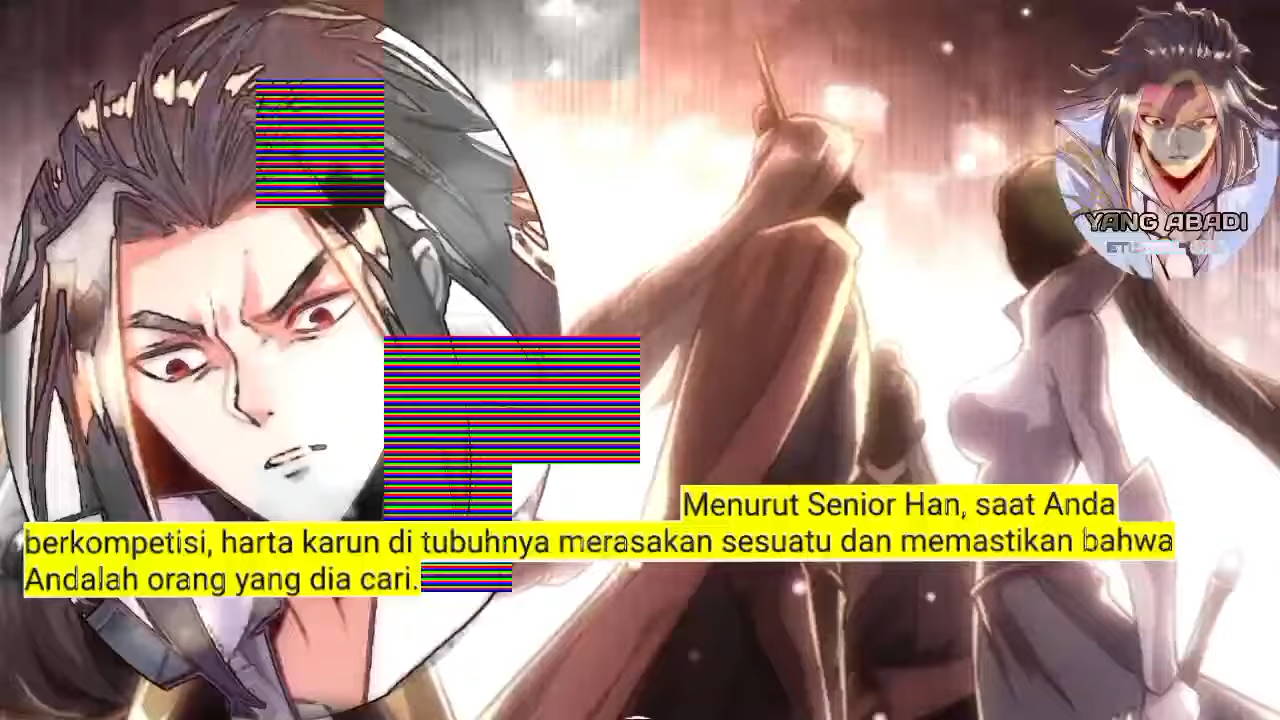 YANG ABADI
Menurut Senior Han, saat Anda
berkompetisi, harta karun di tubuhnya merasakan sesuatu dan memastikan bahwa
Andalah orang yang dia cari.